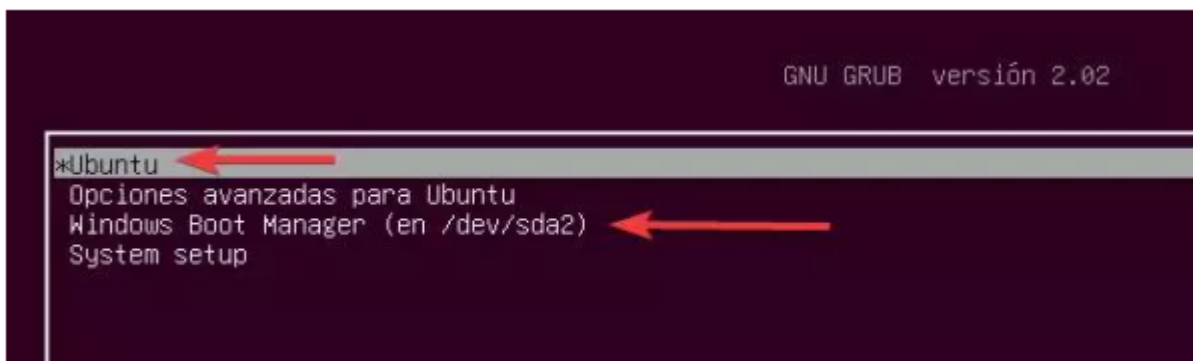 GNU GRUB versión 2.02
*Ubuntu
Opciones avanzadas para Ubuntu
Windows Boot Manager (en /dev/sda2)
System setup